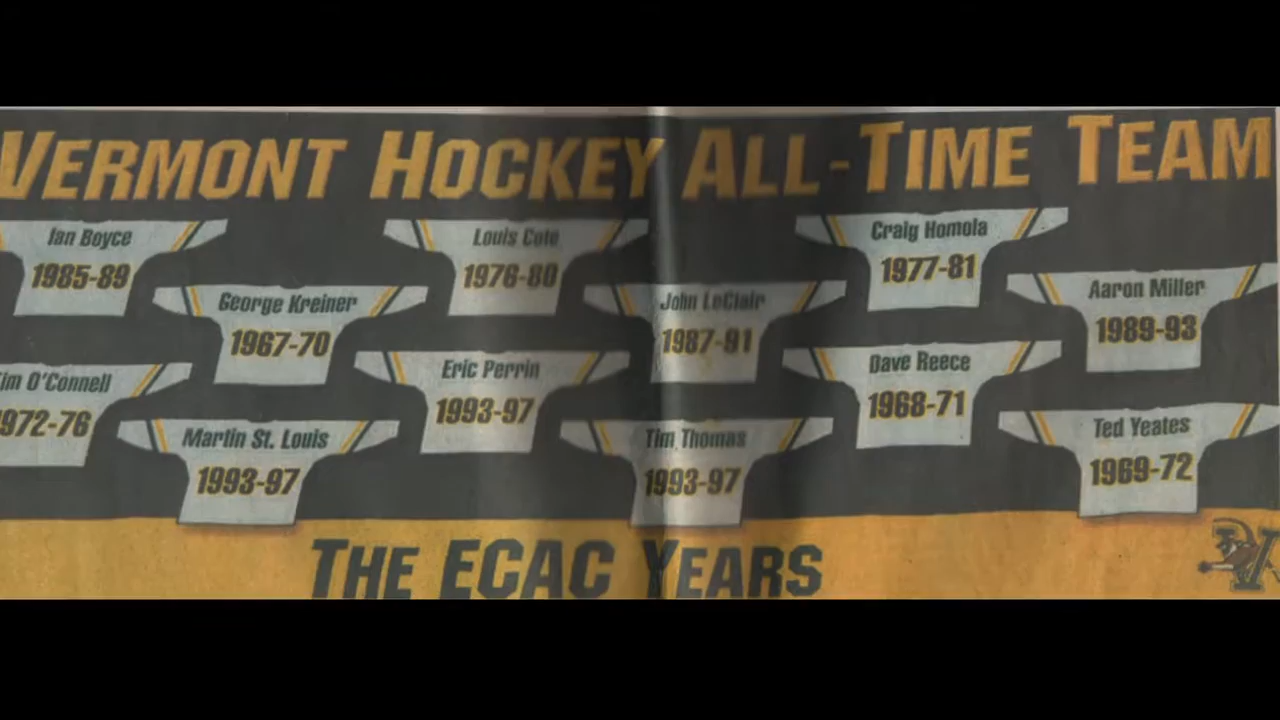 VERMONT HOCKEY ALL-TIME TEAM
Ian Boyce
1985-89
Louis Cote
1976-80
Craig Homola
1977-81
George Kreiner
1967-70
John LeClair
1987-91
Aaron Miller
1989-93
im O'Connell
1972-76
Eric Perrin
1993-97
Dave Reece
1968-71
Martin St. Louis
1993-97
Tim Thomas
1993-97
Ted Yeates
1969-72
THE ECAC YEARS
V